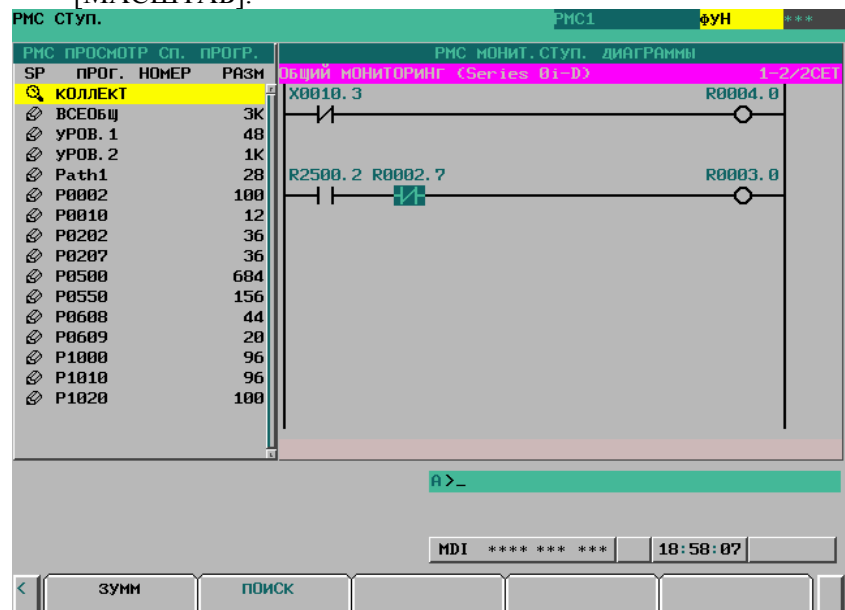 [МАСШТАБ].
PMC СТУП. PMC1 ФУН ***
PMC ПРОСМОТР СП. ПРОГР. PMC МОНИТ.СТУП. ДИАГРАММЫ
SP ПРОГ. НОМЕР РАЗМ ОБЩИЙ МОНИТОРИНГ (Series 0i-D) 1-2/2СЕТ
КОЛЛЕКТ X0010.3 R0004.0
ВСЕОБЩ 3K
УРОВ.1 48
УРОВ.2 1K
Path1 28 R2500.2 R0002.7 R0003.0
P0002 100
P0010 12
P0202 36
P0207 36
P0500 684
P0550 156
P0608 44
P0609 20
P1000 96
P1010 96
P1020 100
A>_
MDI **** *** *** 18:58:07
< ЗУММ ПОИСК